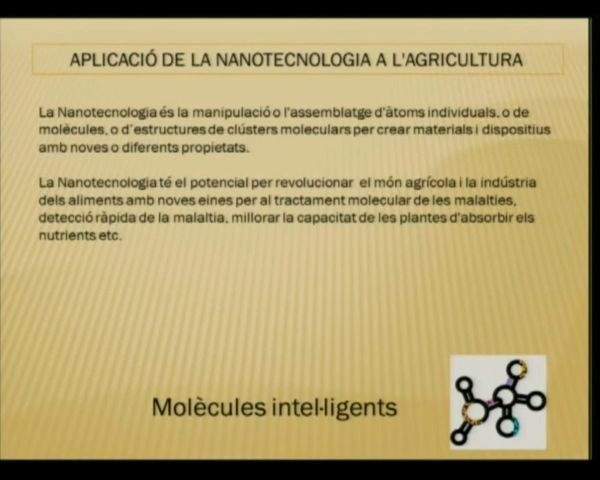 APLICACIÓ DE LA NANOTECNOLOGIA A L'AGRICULTURA
La Nanotecnologia és la manipulació o l'assemblatge d'àtoms individuals, o de
molècules, o d'estructures de clústers moleculars per crear materials i dispositius
amb noves o diferents propietats.
La Nanotecnologia té el potencial per revolucionar el món agrícola i la indústria
dels aliments amb noves eines per al tractament molecular de les malalties,
detecció ràpida de la malaltia, millorar la capacitat de les plantes d'absorbir els
nutrients etc.
Molècules intel·ligents